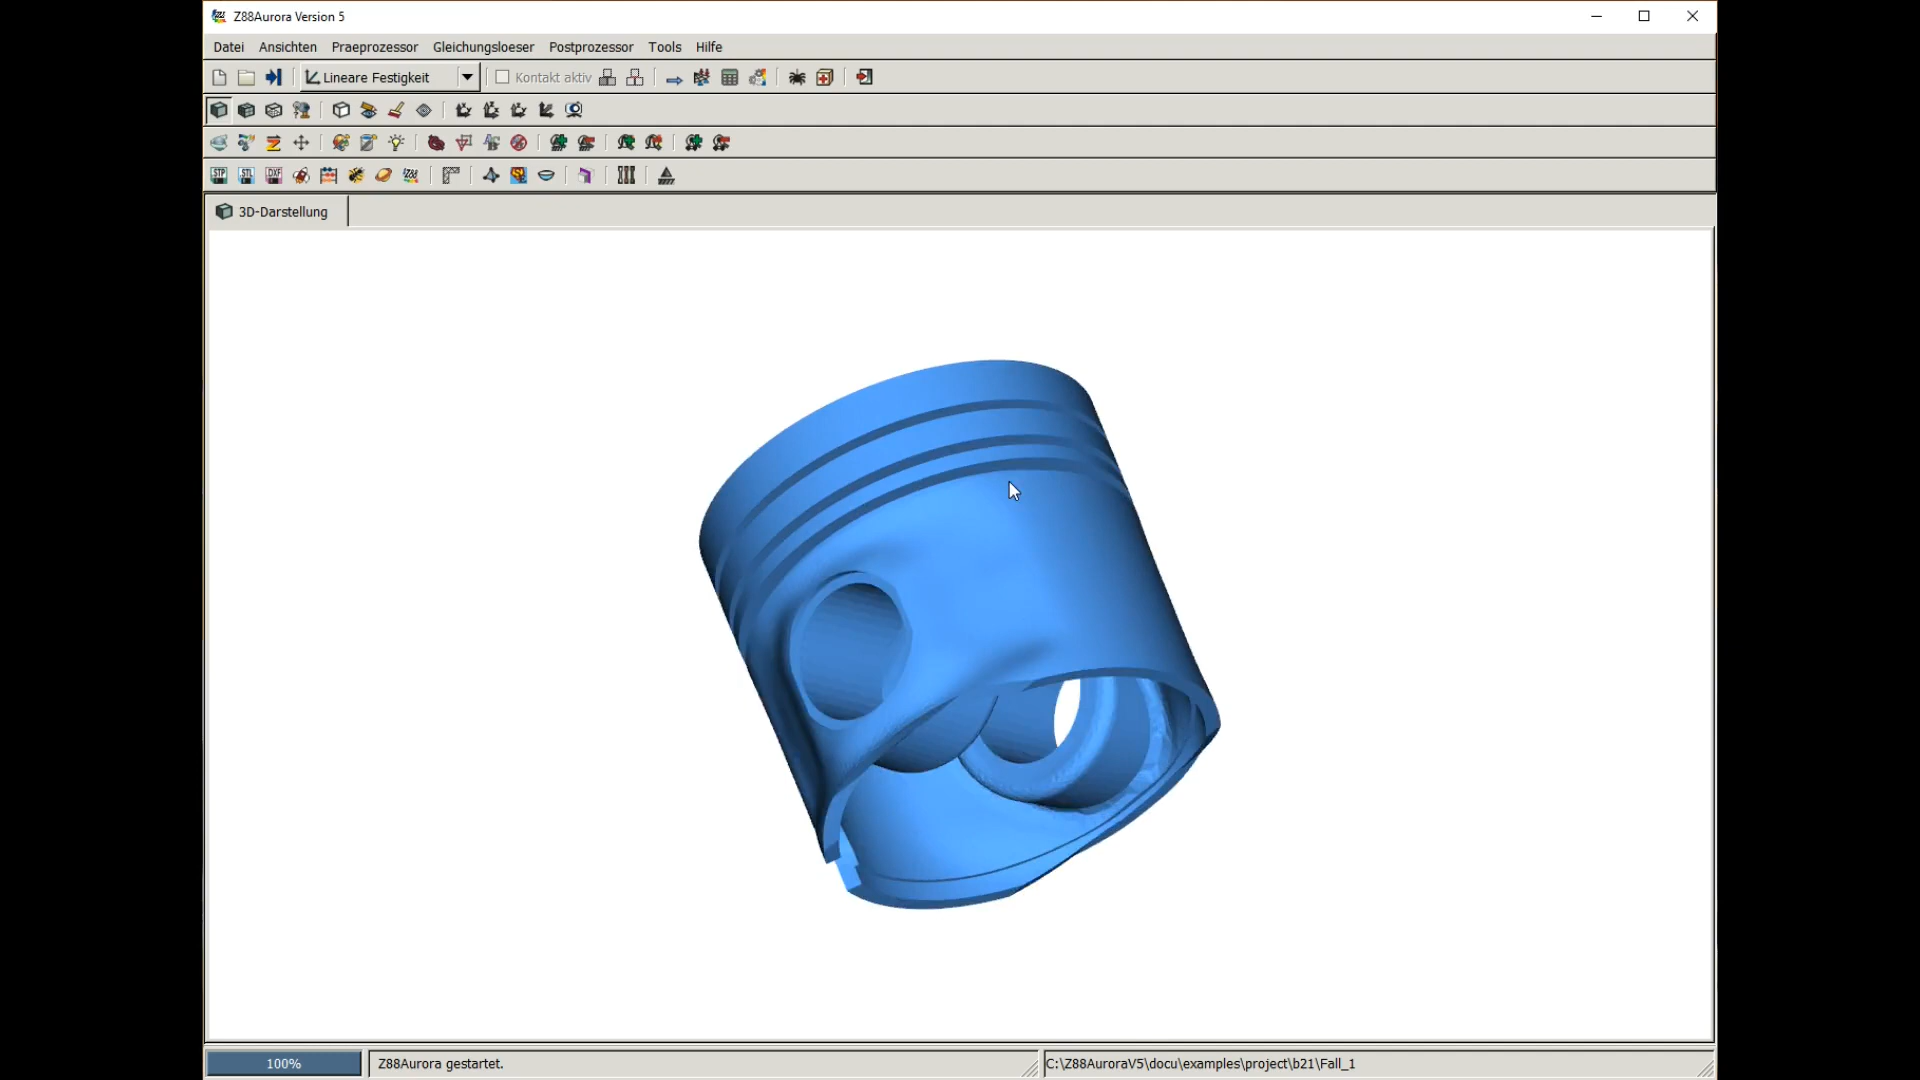 Z88Aurora Version 5
Datei Ansichten Praeprozessor Gleichungsloeser Postprozessor Tools Hilfe
Lineare Festigkeit Kontakt aktiv
STP STL DXF Z88
3D-Darstellung
100% Z88Aurora gestartet. C:\Z88AuroraV5\docu\examples\project\b21\Fall_1